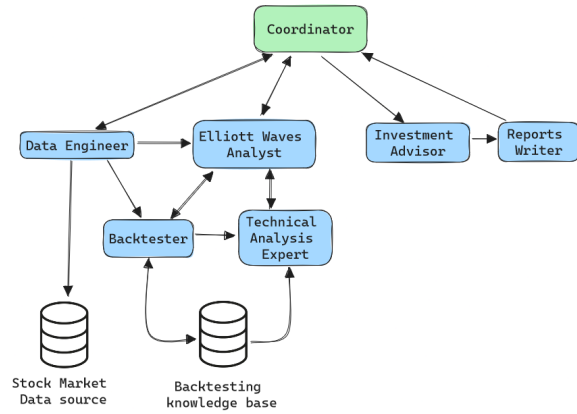 Coordinator
Data Engineer
Elliott Waves
Analyst
Investment
Advisor
Reports
Writer
Backtester
Technical
Analysis
Expert
Stock Market
Data source
Backtesting
knowledge base